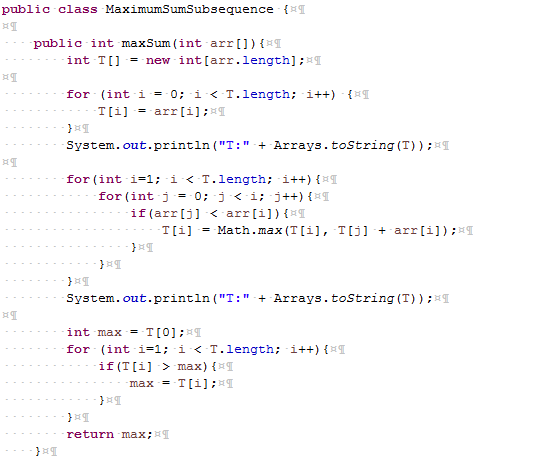 public class MaximumSumSubsequence {

    public int maxSum(int arr[]){
        int T[] = new int[arr.length];

        for (int i = 0; i < T.length; i++) {
            T[i] = arr[i];
        }
        System.out.println("T:" + Arrays.toString(T));

        for(int i=1; i < T.length; i++){
            for(int j = 0; j < i; j++){
                if(arr[j] < arr[i]){
                    T[i] = Math.max(T[i], T[j] + arr[i]);
                }
            }
        }
        System.out.println("T:" + Arrays.toString(T));

        int max = T[0];
        for (int i=1; i < T.length; i++){
            if(T[i] > max){
                max = T[i];
            }
        }
        return max;
    }